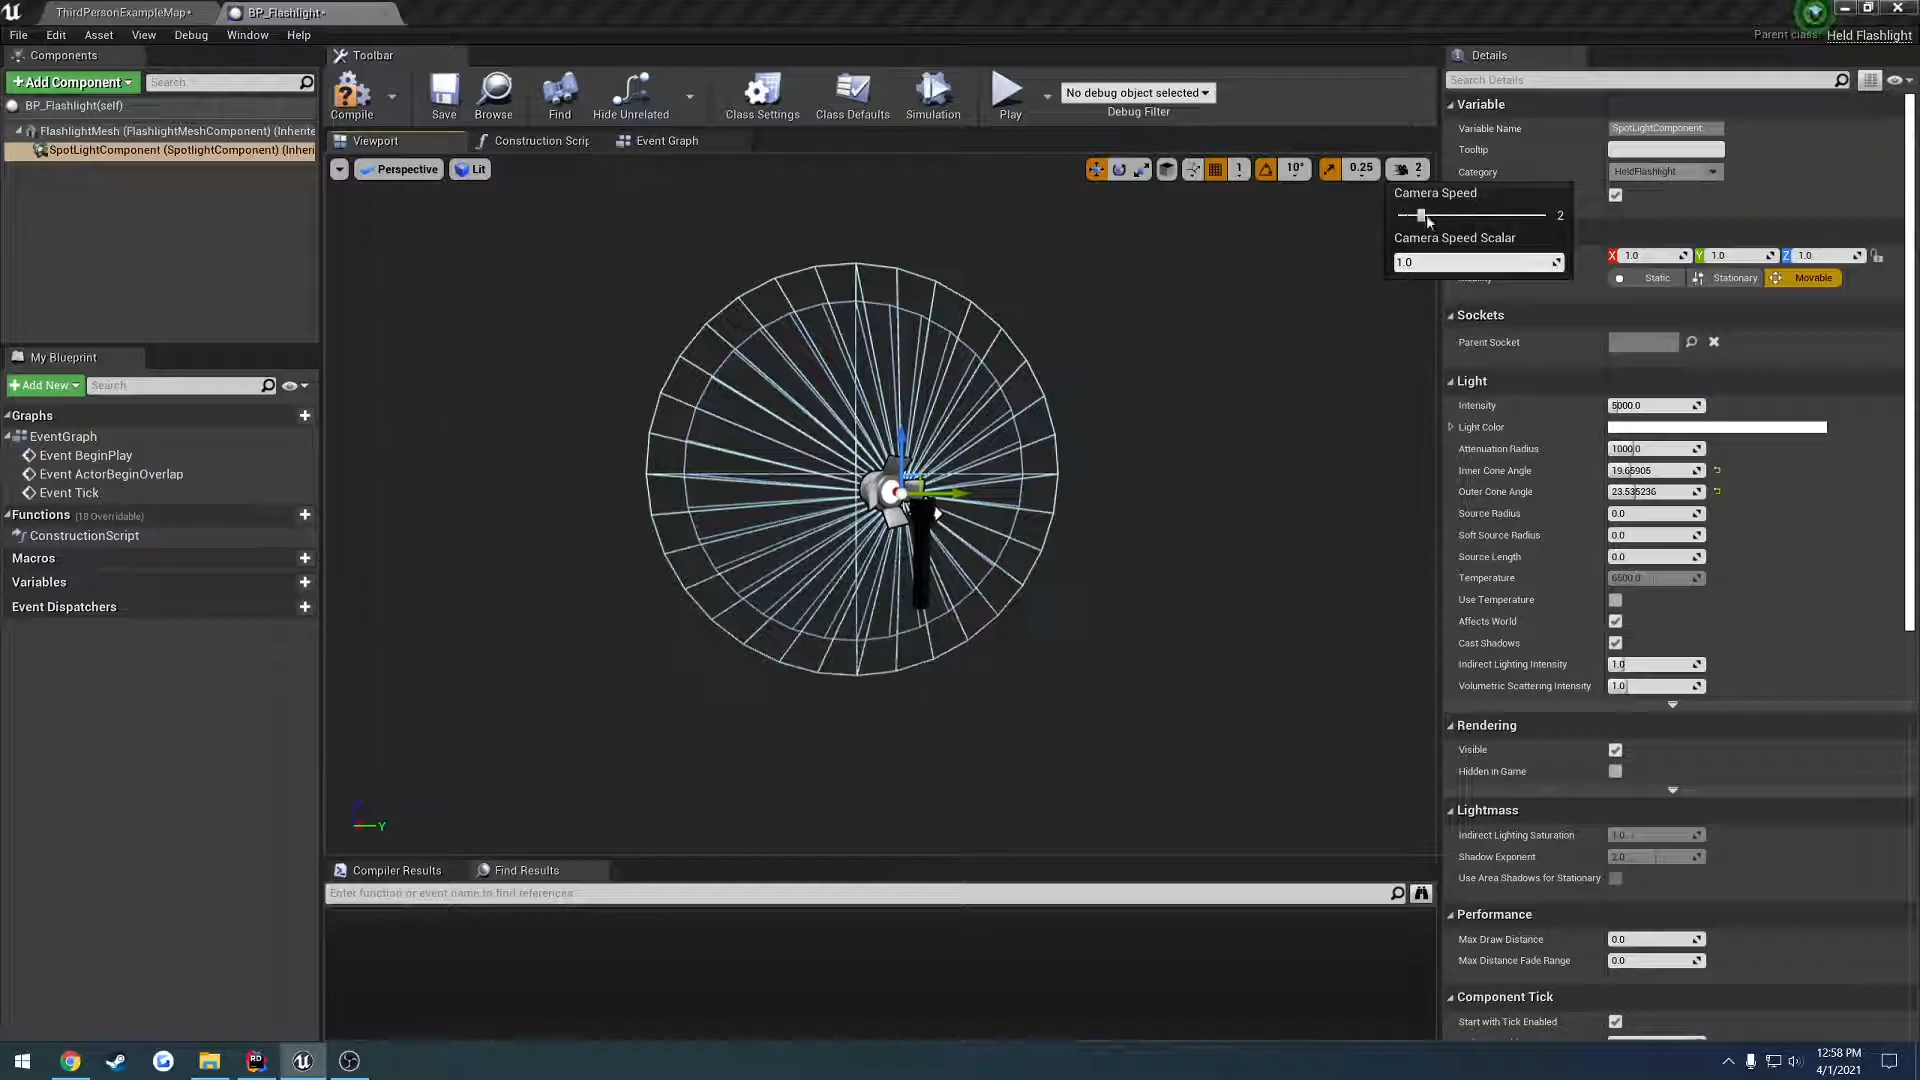 ThirdPersonExampleMap•
BP_Flashlight•
File Edit Asset View Debug Window Help
Parent class: Held Flashlight
Components
+Add Component
Search
BP_Flashlight(self)
FlashlightMesh (FlashlightMeshComponent) (Inherite
SpotLightComponent (SpotlightComponent) (Inheri
My Blueprint
+Add New
Search
Graphs
EventGraph
Event BeginPlay
Event ActorBeginOverlap
Event Tick
Functions (18 Overridable)
ConstructionScript
Macros
Variables
Event Dispatchers
Toolbar
Compile
Save
Browse
Find
Hide Unrelated
Class Settings
Class Defaults
Simulation
Play
No debug object selected
Debug Filter
Viewport
Construction Scrip
Event Graph
Perspective
Lit
1
10°
0.25
2
Camera Speed
2
Camera Speed Scalar
1.0
Y
Compiler Results
Find Results
Enter function or event name to find references
Details
Search Details
Variable
Variable Name SpotLightComponent
Tooltip
Category HeldFlashlight
X 1.0 Y 1.0 Z 1.0
Static Stationary Movable
Sockets
Parent Socket
Light
Intensity 5000.0
Light Color
Attenuation Radius 1000.0
Inner Cone Angle 19.65905
Outer Cone Angle 23.535236
Source Radius 0.0
Soft Source Radius 0.0
Source Length 0.0
Temperature 6500.0
Use Temperature
Affects World
Cast Shadows
Indirect Lighting Intensity 1.0
Volumetric Scattering Intensity 1.0
Rendering
Visible
Hidden in Game
Lightmass
Indirect Lighting Saturation 1.0
Shadow Exponent 2.0
Use Area Shadows for Stationary
Performance
Max Draw Distance 0.0
Max Distance Fade Range 0.0
Component Tick
Start with Tick Enabled
12:58 PM
4/1/2021